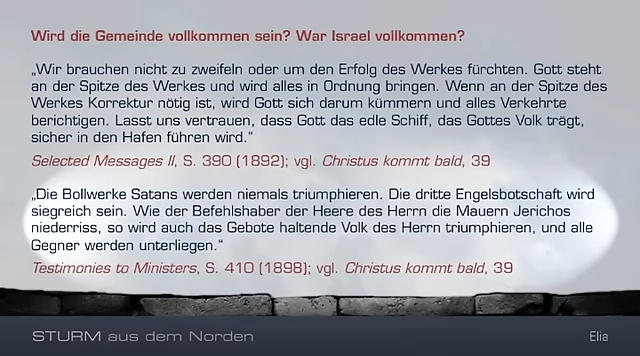 Wird die Gemeinde vollkommen sein? War Israel vollkommen?
„Wir brauchen nicht zu zweifeln oder um den Erfolg des Werkes fürchten. Gott steht
an der Spitze des Werkes und wird alles in Ordnung bringen. Wenn an der Spitze des
Werkes Korrektur nötig ist, wird Gott sich darum kümmern und alles Verkehrte
berichtigen. Lasst uns vertrauen, dass Gott das edle Schiff, das Gottes Volk trägt,
sicher in den Hafen führen wird.“
Selected Messages II, S. 390 (1892); vgl. Christus kommt bald, 39
„Die Bollwerke Satans werden niemals triumphieren. Die dritte Engelsbotschaft wird
siegreich sein. Wie der Befehlshaber der Heere des Herrn die Mauern Jerichos
niederriss, so wird auch das Gebote haltende Volk des Herrn triumphieren, und alle
Gegner werden unterliegen.“
Testimonies to Ministers, S. 410 (1898); vgl. Christus kommt bald, 39
STURM aus dem Norden
Elia